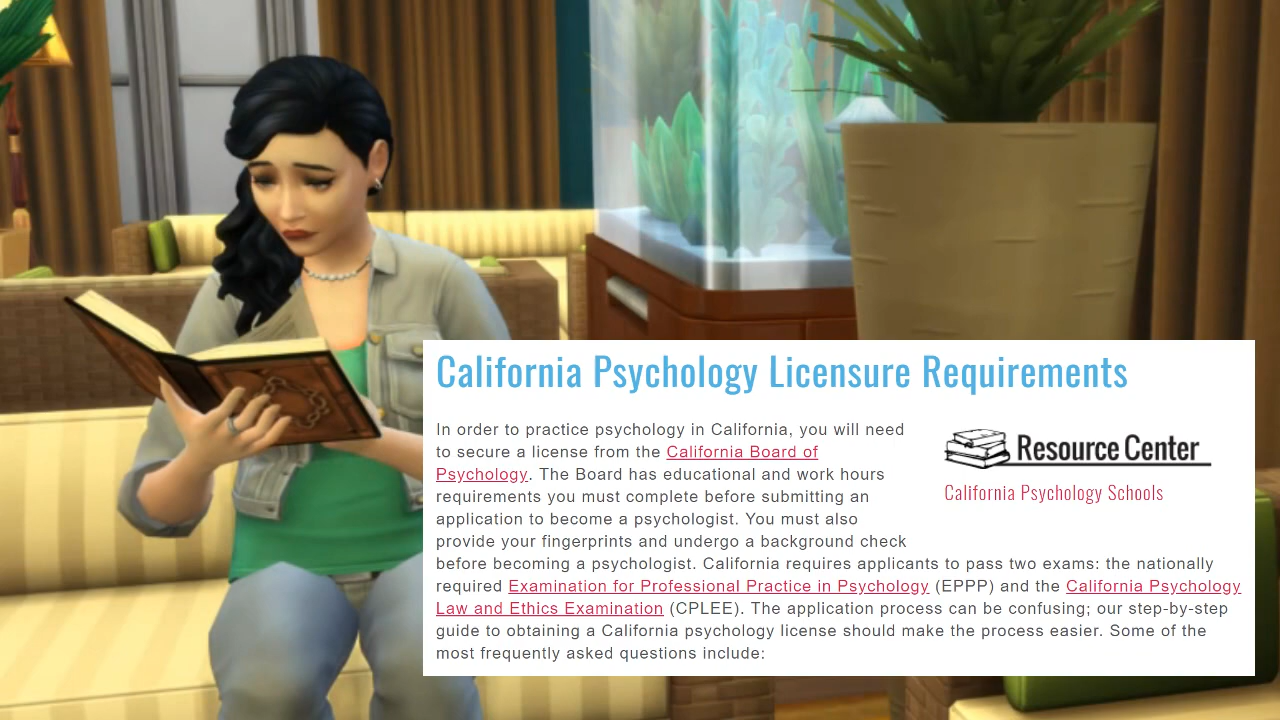 California Psychology Licensure Requirements
In order to practice psychology in California, you will need
to secure a license from the California Board of
Psychology. The Board has educational and work hours
requirements you must complete before submitting an
application to become a psychologist. You must also
provide your fingerprints and undergo a background check
before becoming a psychologist. California requires applicants to pass two exams: the nationally
required Examination for Professional Practice in Psychology (EPPP) and the California Psychology
Law and Ethics Examination (CPLEE). The application process can be confusing; our step-by-step
guide to obtaining a California psychology license should make the process easier. Some of the
most frequently asked questions include:
Resource Center
California Psychology Schools